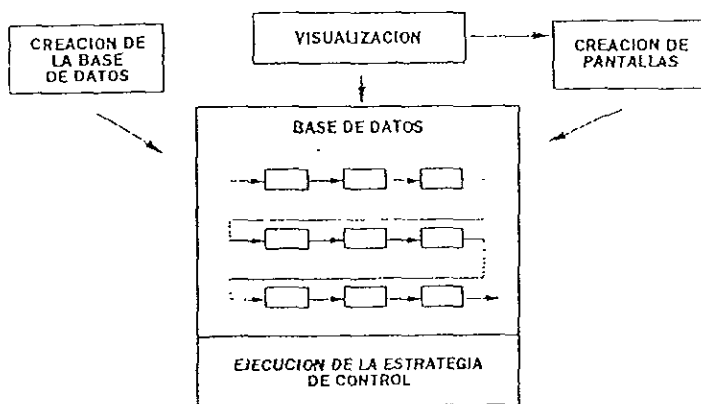 CREACION DE
LA BASE
DE DATOS
VISUALIZACION
CREACION DE
PANTALLAS
BASE DE DATOS
EJECUCION DE LA ESTRATEGIA
DE CONTROL